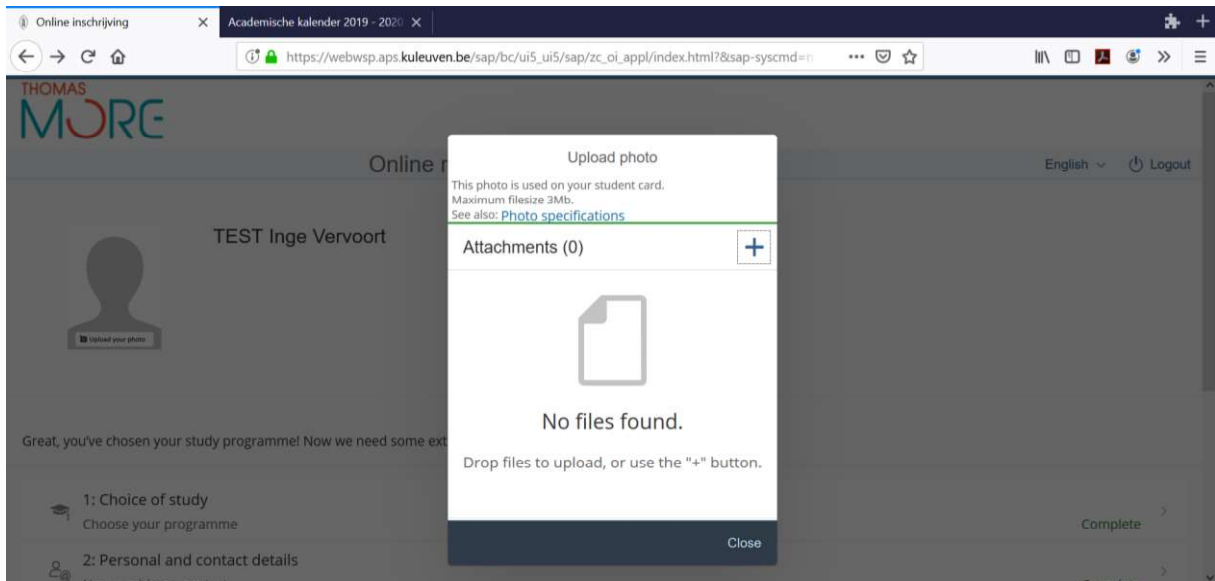 Online inschrijving
Academische kalender 2019 - 2020
https://webwsp.aps.kuleuven.be/sap/bc/ui5_ui5/sap/zc_oi_appl/index.html?&sap-syscmd=n
THOMAS
MORE
Online r
English
Logout
TEST Inge Vervoort
Upload your photo
Upload photo
This photo is used on your student card.
Maximum filesize 3Mb.
See also: Photo specifications
Attachments (0)
No files found.
Drop files to upload, or use the "+" button.
Close
Great, you've chosen your study programme! Now we need some ext
1: Choice of study
Choose your programme
Complete
2: Personal and contact details